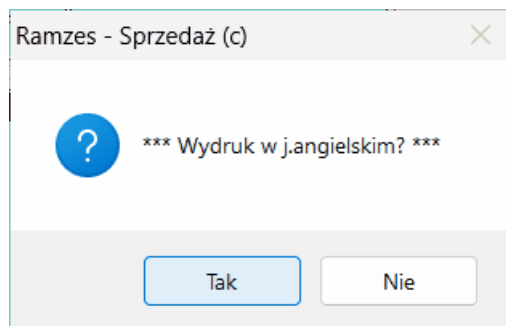 Ramzes - Sprzedaż (c)
*** Wydruk w j.angielskim? ***
Tak Nie